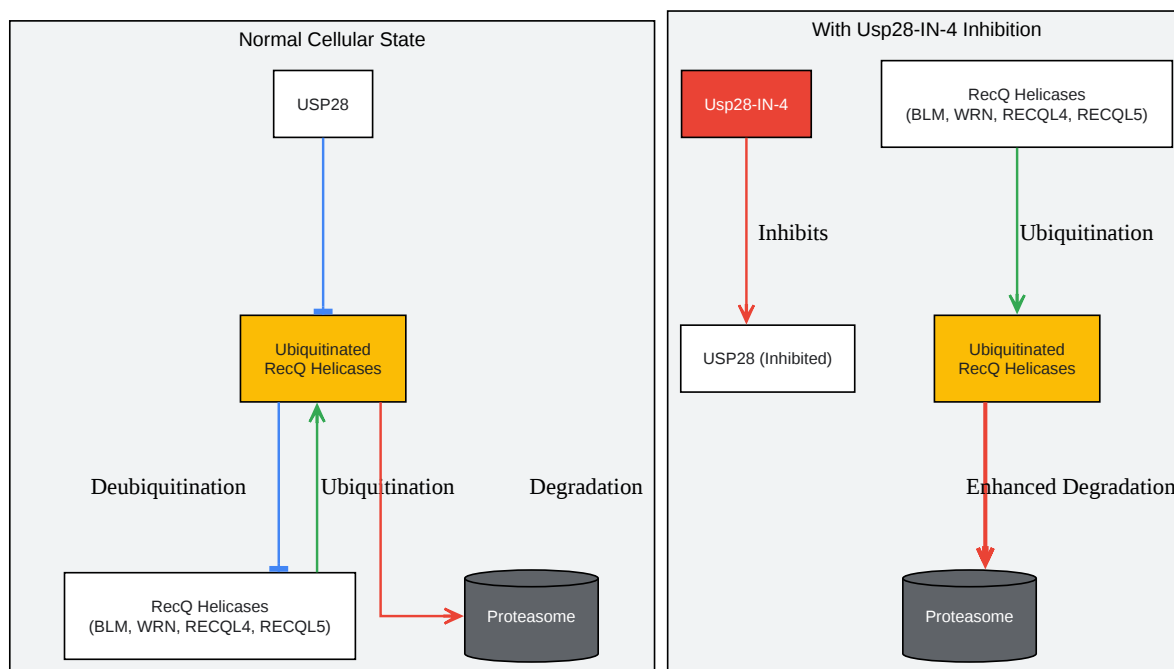 Normal Cellular State
USP28
Ubiquitinated
RecQ Helicases
Deubiquitination
Ubiquitination
Degradation
RecQ Helicases
(BLM, WRN, RECQL4, RECQL5)
Proteasome
With Usp28-IN-4 Inhibition
Usp28-IN-4
RecQ Helicases
(BLM, WRN, RECQL4, RECQL5)
Inhibits
Ubiquitination
USP28 (Inhibited)
Ubiquitinated
RecQ Helicases
Enhanced Degradation
Proteasome